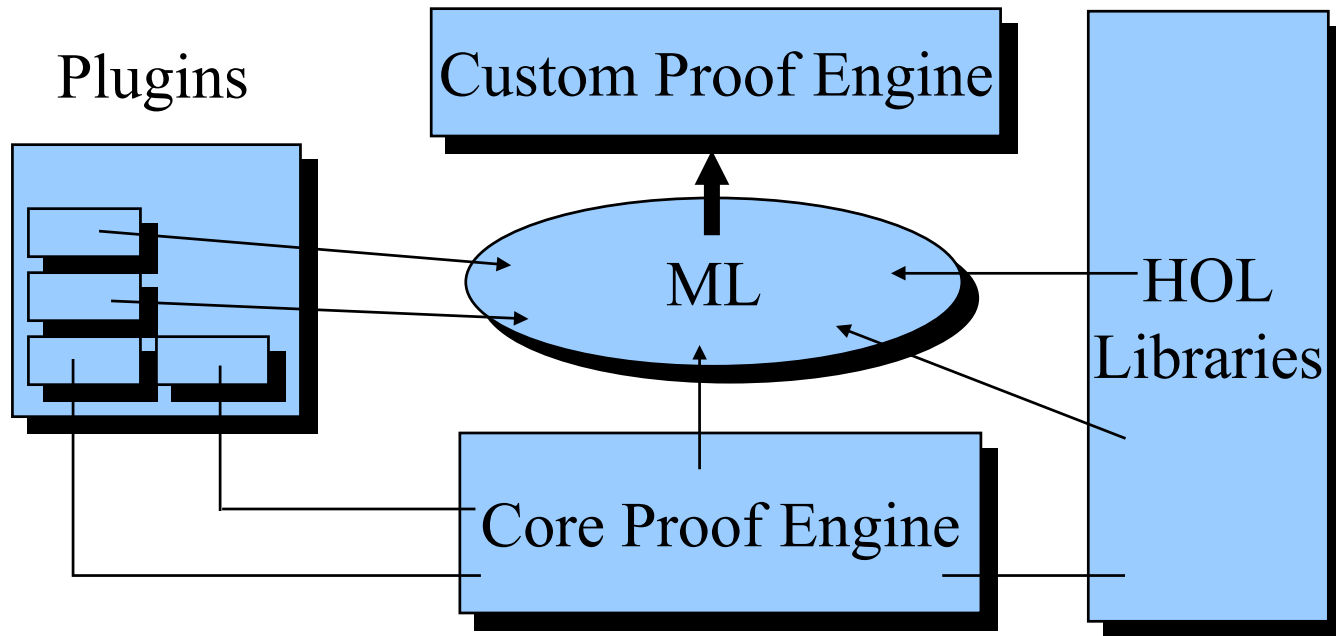 Plugins
Custom Proof Engine
ML
HOL
Libraries
Core Proof Engine